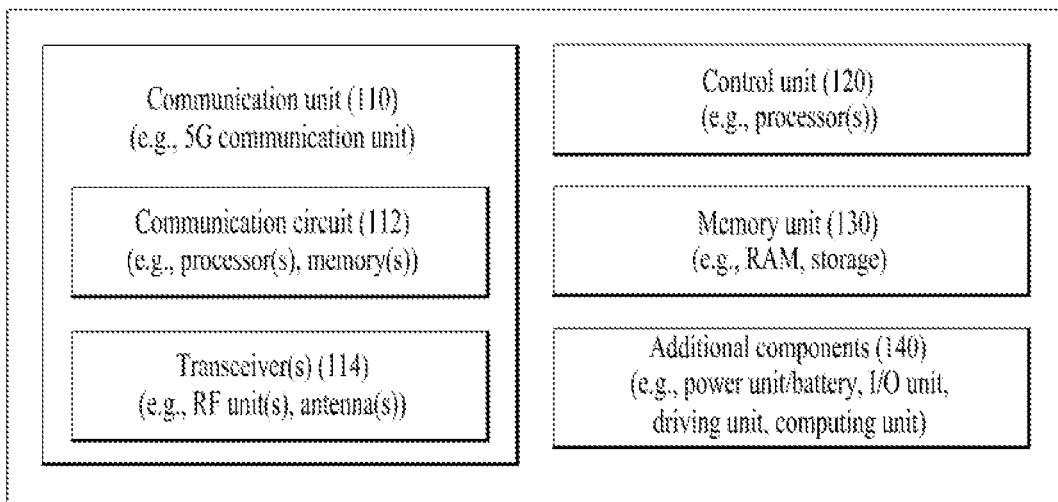 Communication unit (110)
(e.g., 5G communication unit)
Communication circuit (112)
(e.g., processor(s), memory(s))
Transceiver(s) (114)
(e.g., RF unit(s), antenna(s))
Control unit (120)
(e.g., processor(s))
Memory unit (130)
(e.g., RAM, storage)
Additional components (140)
(e.g., power unit/battery, I/O unit,
driving unit, computing unit)